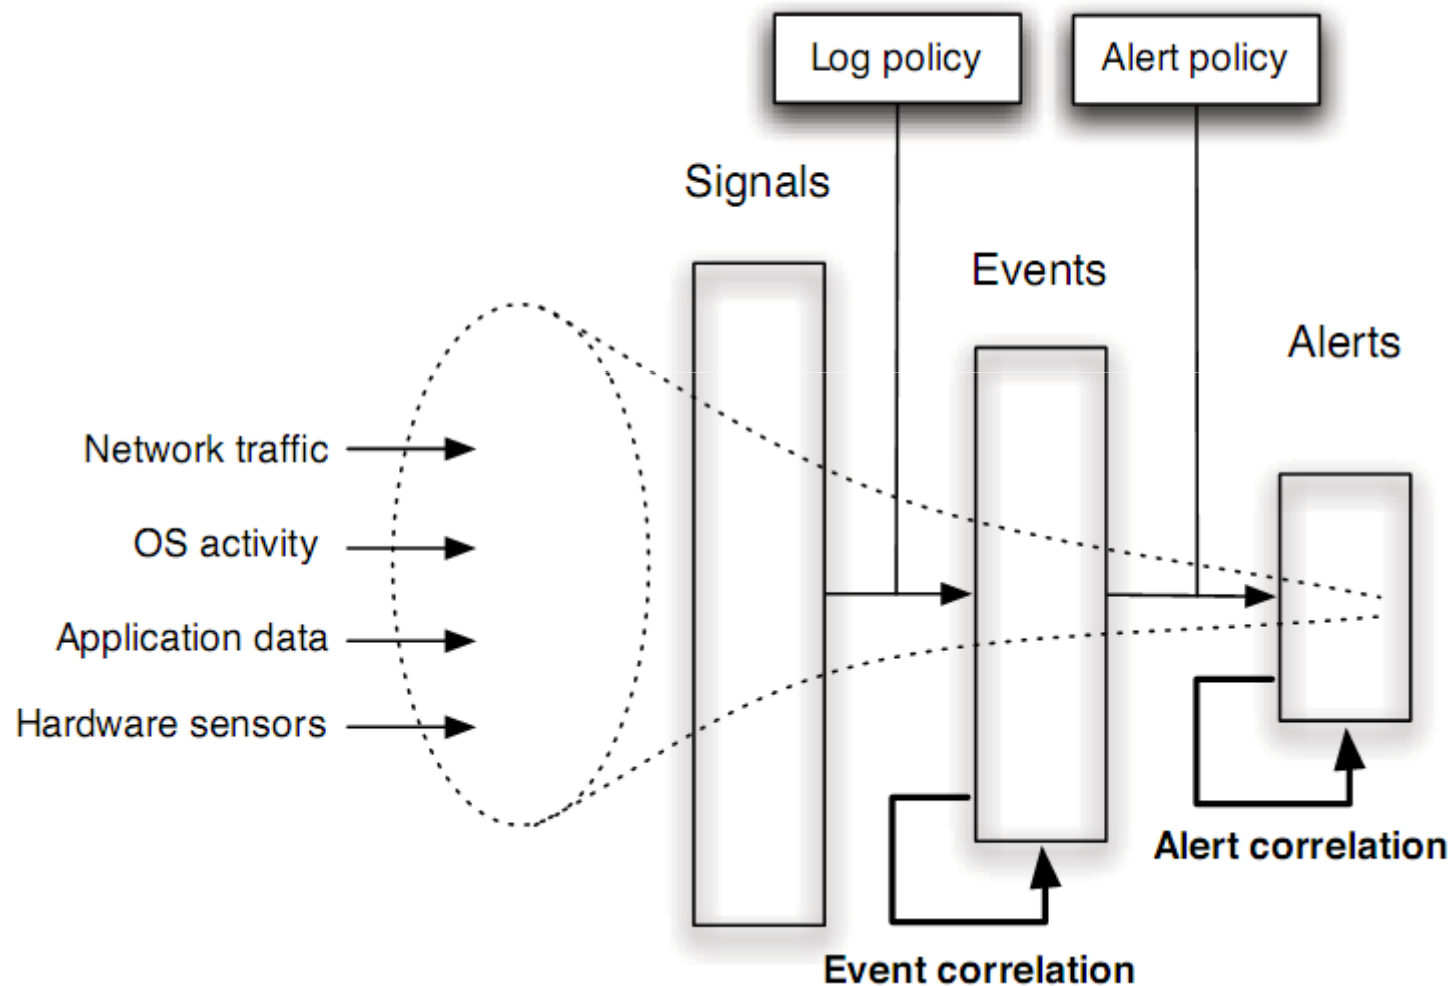 Log policy
Alert policy
Signals
Events
Alerts
Network traffic
OS activity
Application data
Hardware sensors
Alert correlation
Event correlation